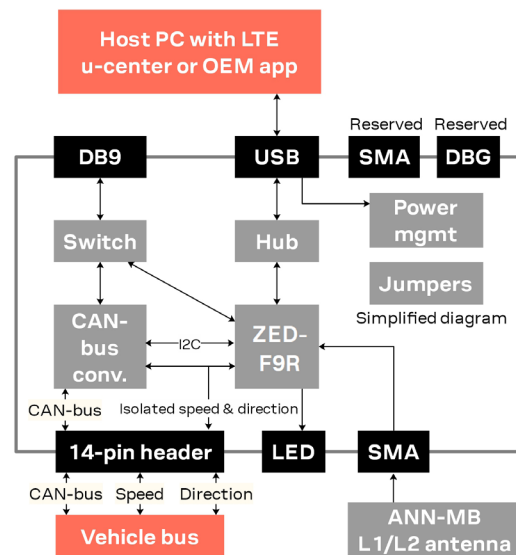 Host PC with LTE
u-center or OEM app
Reserved
Reserved
DB9
USB
SMA
DBG
Switch
Hub
Power
mgmt
Jumpers
Simplified diagram
CAN-
bus
conv.
I2C
ZED-
F9R
CAN-bus
Isolated speed & direction
14-pin header
LED
SMA
CAN-bus
Speed
Direction
Vehicle bus
ANN-MB
L1/L2 antenna